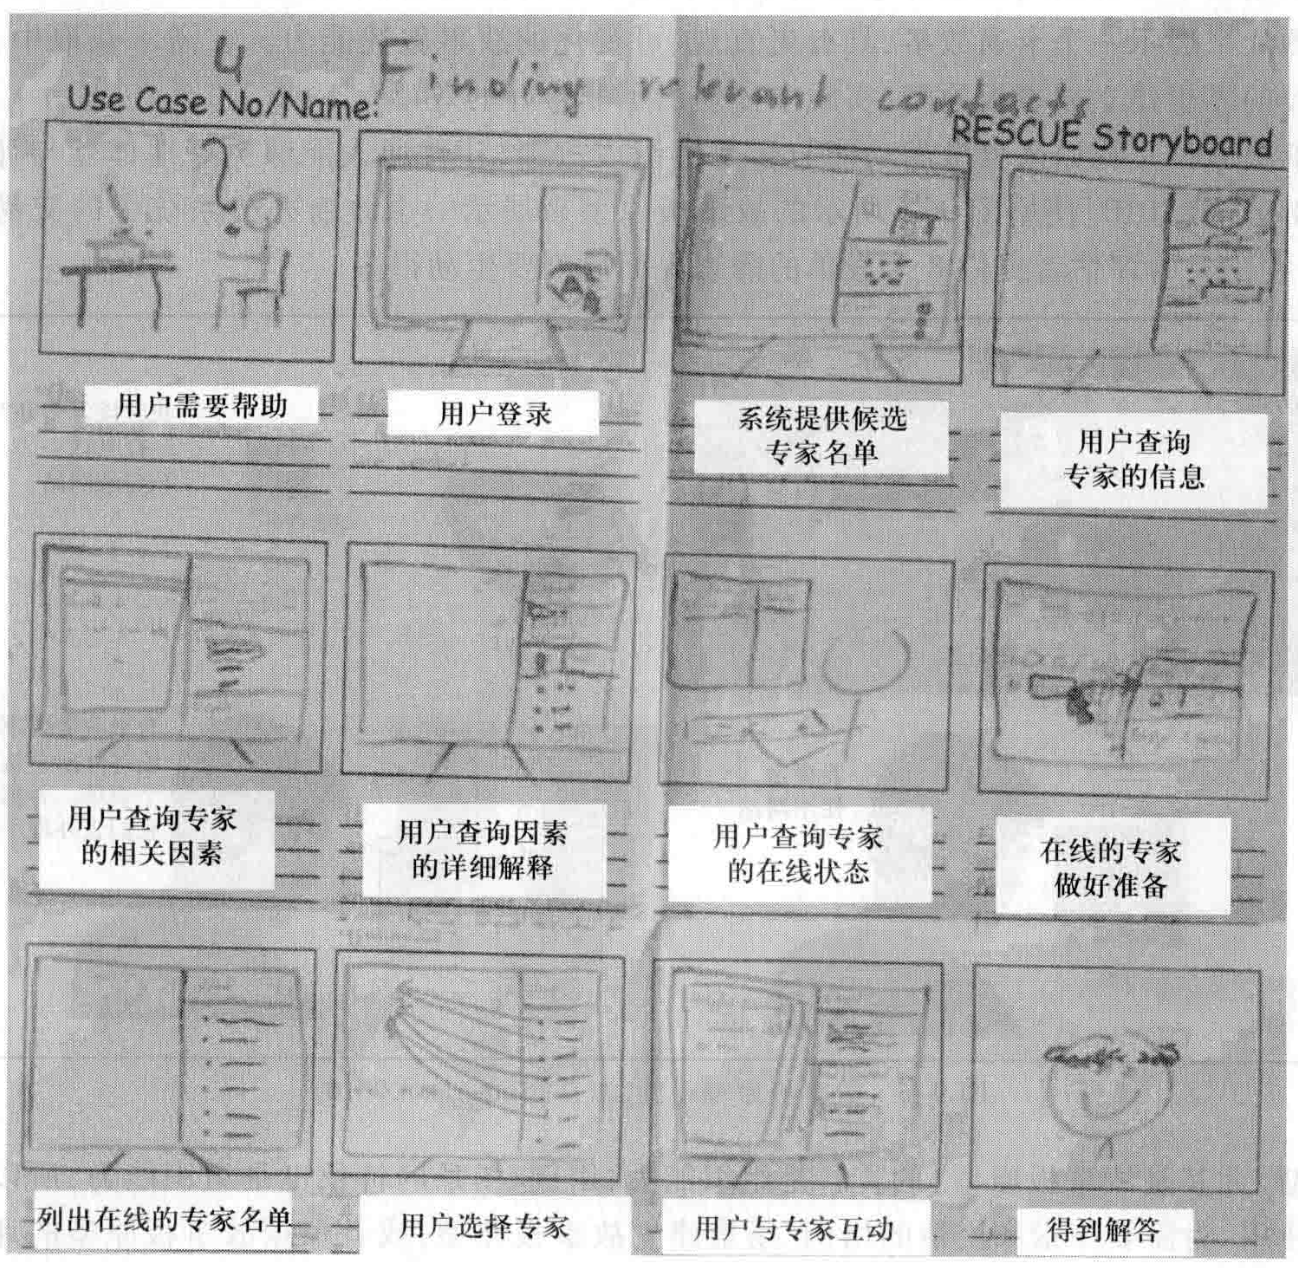 4 Finding relevant contacts
Use Case No/Name:
RESCUE Storyboard
用户需要帮助
用户登录
系统提供候选
专家名单
用户查询
专家的信息
用户查询专家
的相关因素
用户查询因素
的详细解释
用户查询专家
的在线状态
在线的专家
做好准备
列出在线的专家名单
用户选择专家
用户与专家互动
得到解答